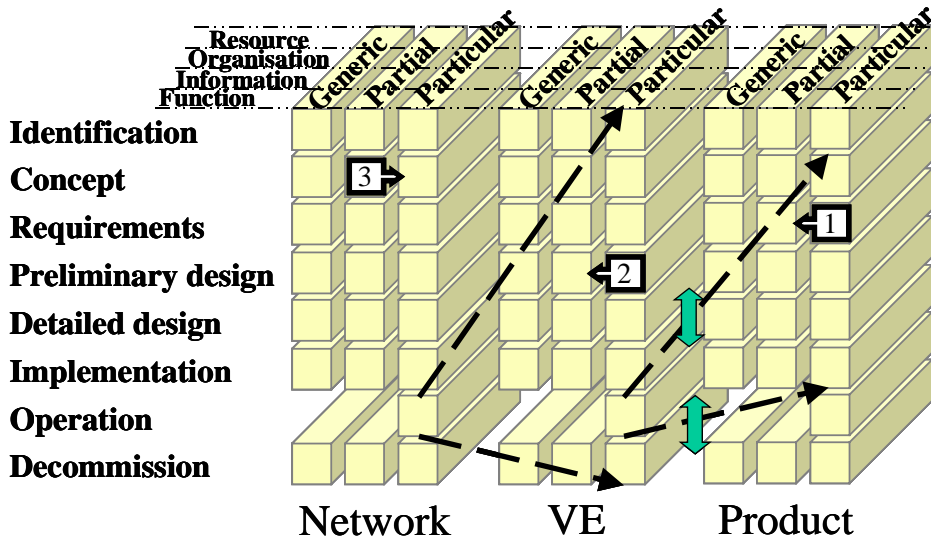 Resource
Organisation
Information
Function
Generic
Partial
Particular
Generic
Partial
Particular
Generic
Partial
Particular
Identification
Concept
3
Requirements
1
Preliminary design
2
Detailed design
Implementation
Operation
Decommission
Network
VE
Product